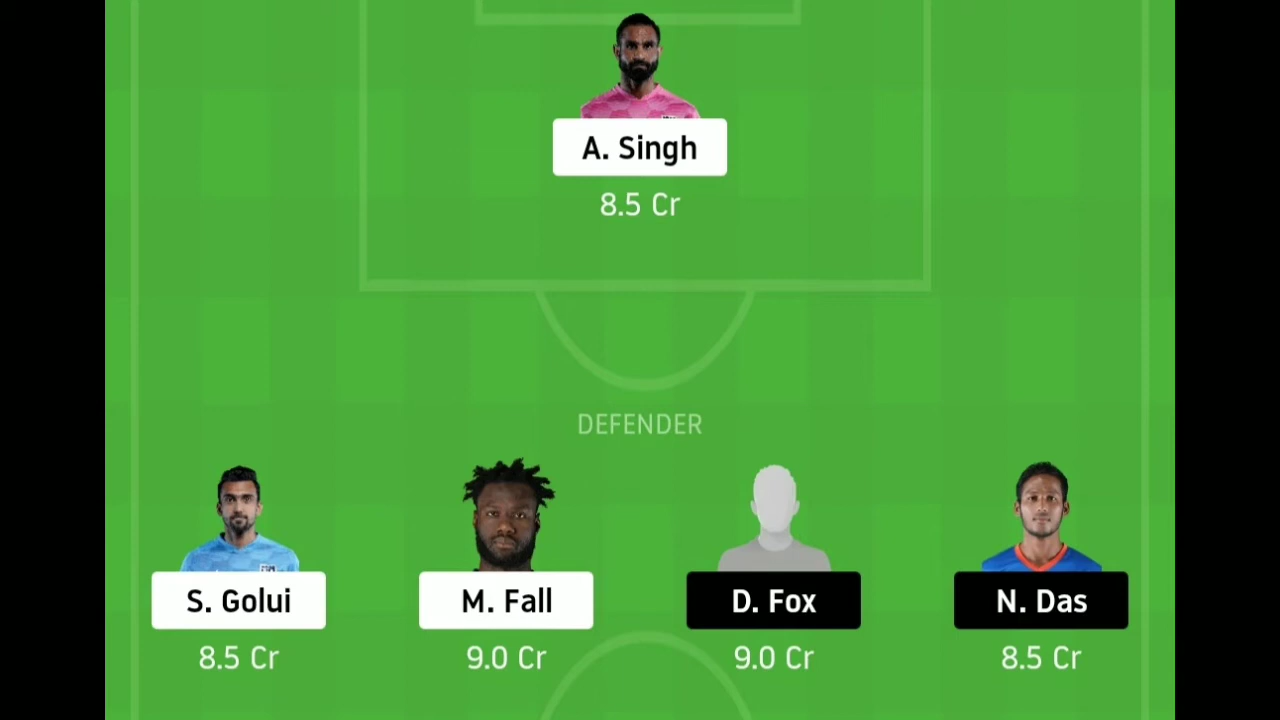 A. Singh
8.5 Cr
DEFENDER
S. Golui
M. Fall
D. Fox
N. Das
8.5 Cr
9.0 Cr
9.0 Cr
8.5 Cr